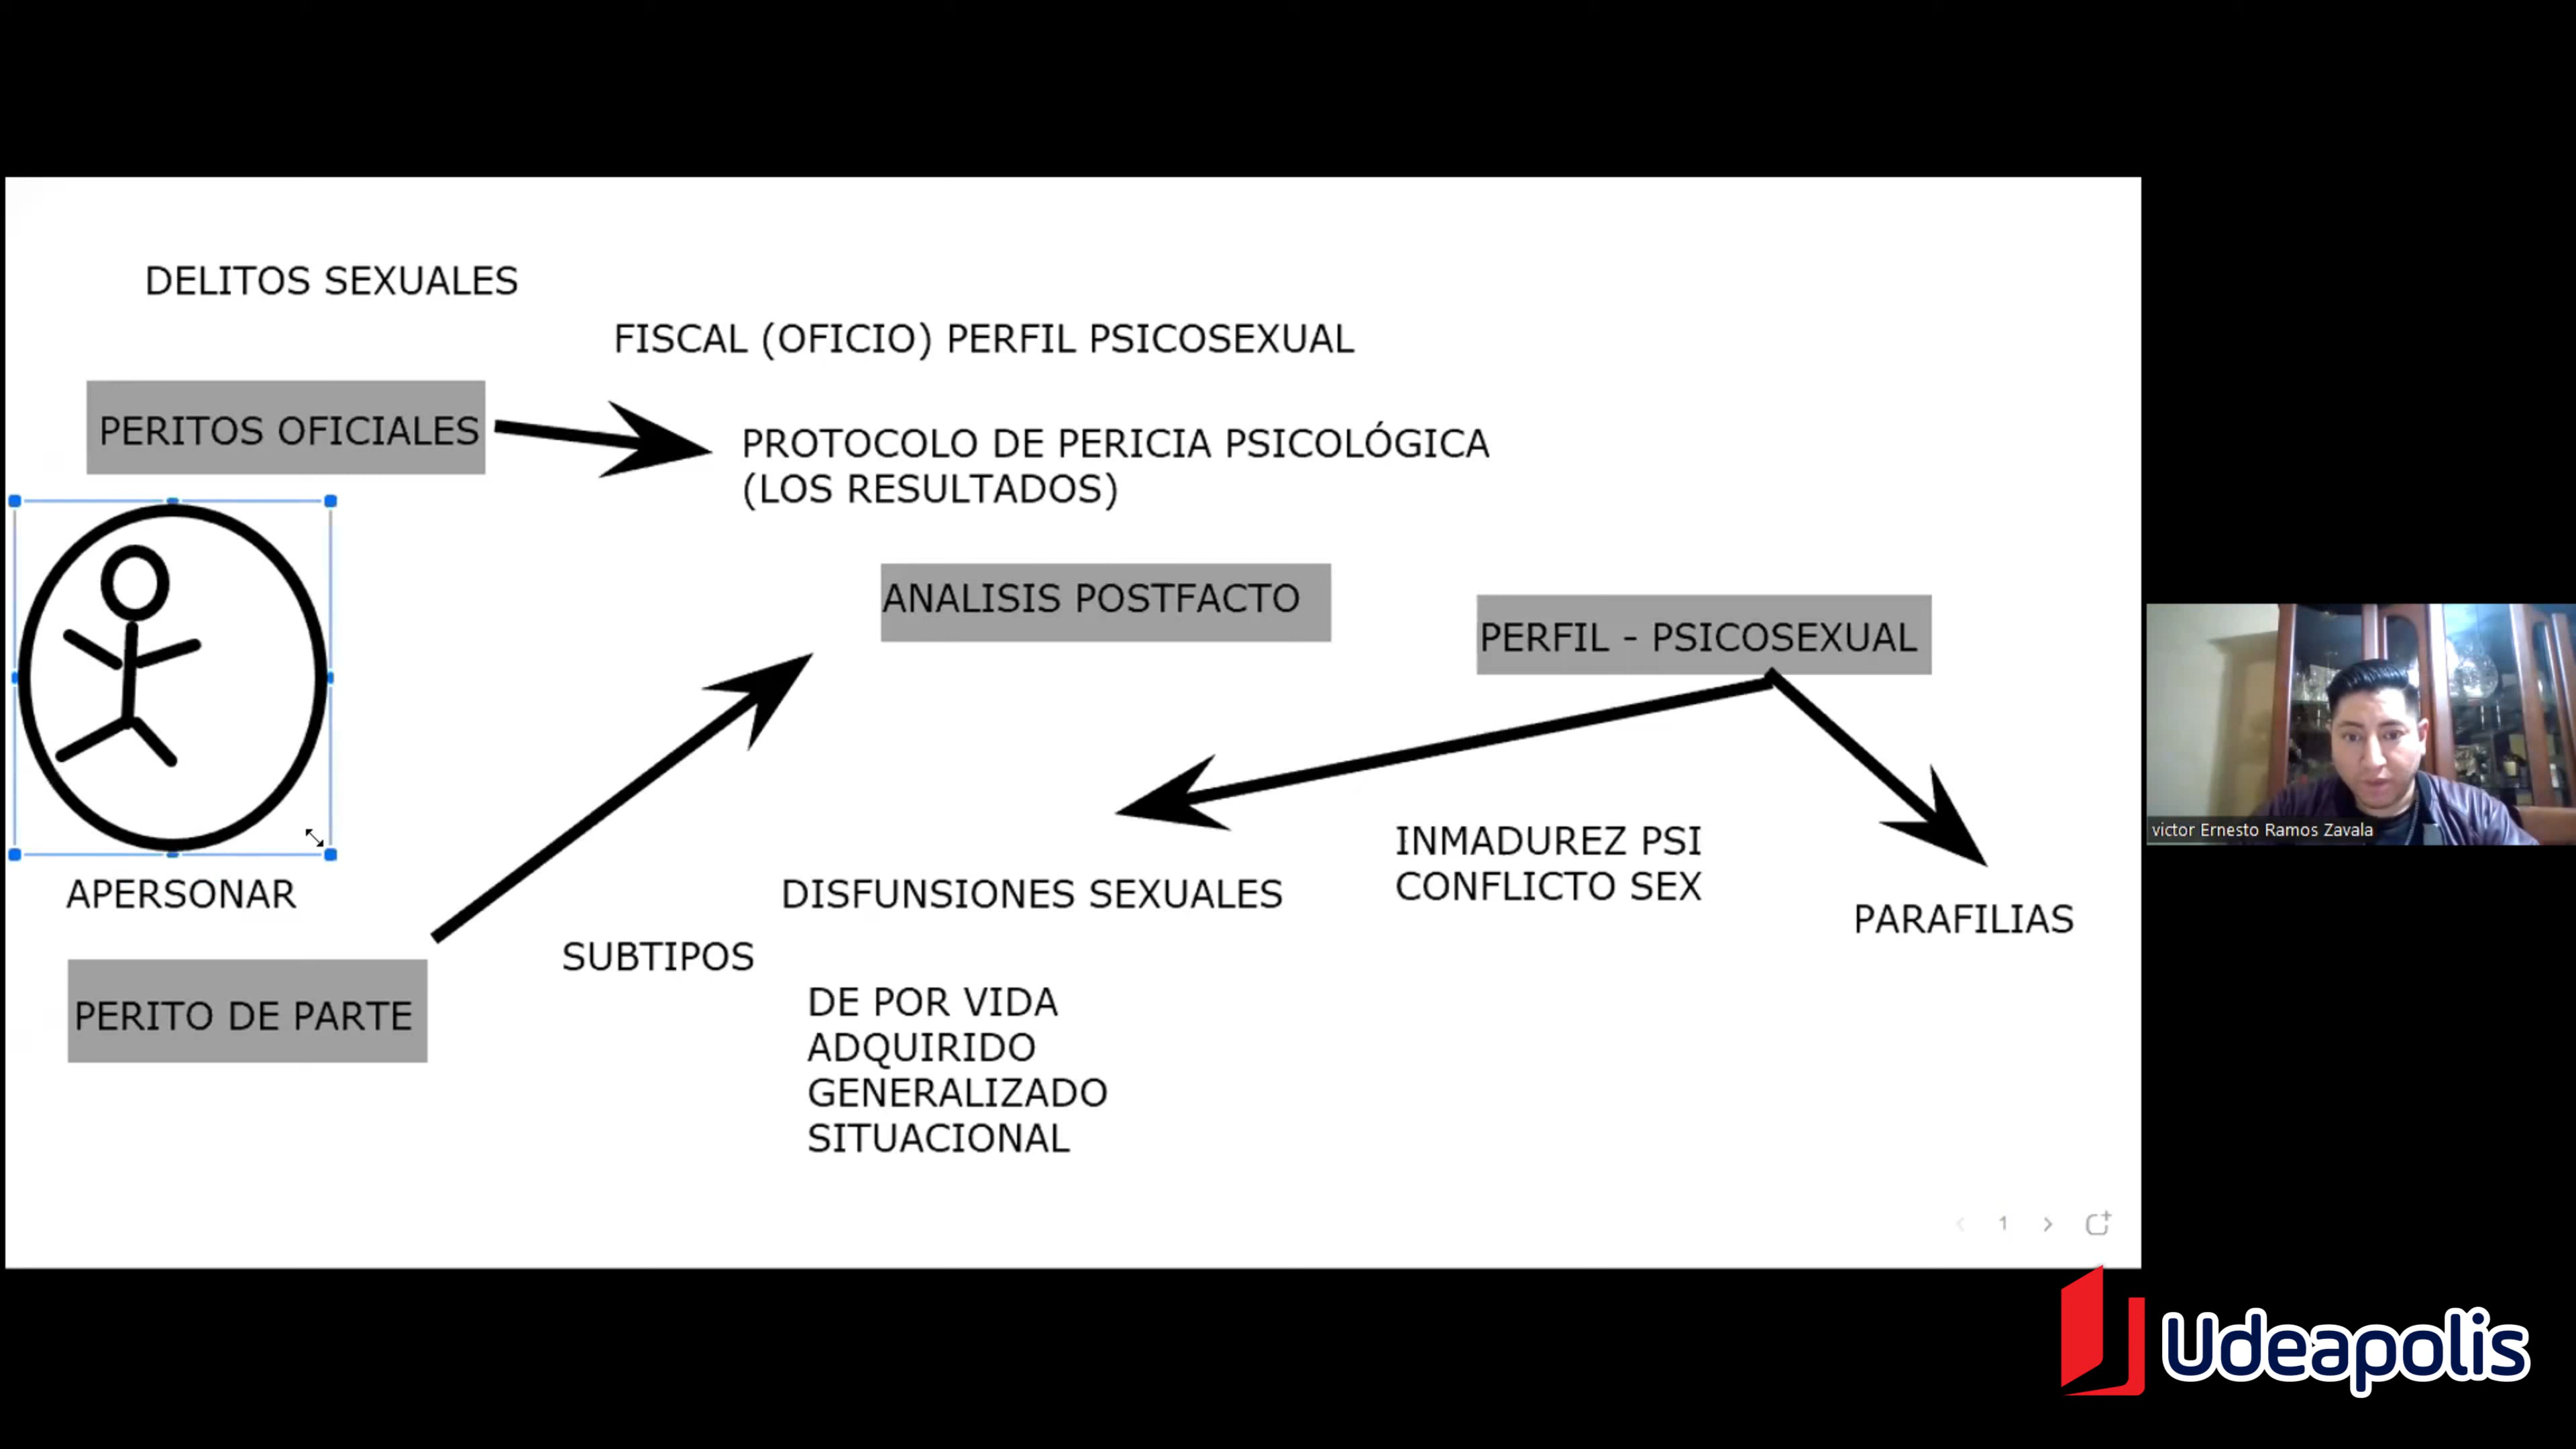 DELITOS SEXUALES
FISCAL (OFICIO) PERFIL PSICOSEXUAL
PERITOS OFICIALES
PROTOCOLO DE PERICIA PSICOLÓGICA
(LOS RESULTADOS)
ANALISIS POSTFACTO
PERFIL - PSICOSEXUAL
INMADUREZ PSI
CONFLICTO SEX
victor Ernesto Ramos Zavala
APERSONAR
DISFUNSIONES SEXUALES
PARAFILIAS
SUBTIPOS
PERITO DE PARTE
DE POR VIDA
ADQUIRIDO
GENERALIZADO
SITUACIONAL
1
Udeapolis